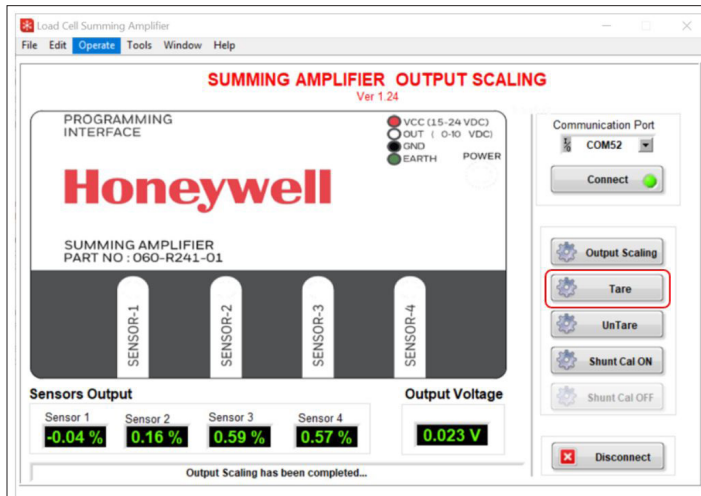 Load Cell Summing Amplifier
File Edit Operate Tools Window Help
SUMMING AMPLIFIER OUTPUT SCALING
Ver 1.24
PROGRAMMING
INTERFACE
VCC (15-24 VDC)
OUT ( 0-10 VDC)
GND
EARTH
POWER
Honeywell
SUMMING AMPLIFIER
PART NO : 060-R241-01
SENSOR-1
SENSOR-2
SENSOR-3
SENSOR-4
Sensors Output
Sensor 1 Sensor 2 Sensor 3 Sensor 4
-0.04 % 0.16 % 0.59 % 0.57 %
Output Voltage
0.023 V
Output Scaling has been completed...
Communication Port
COM52
Connect
Output Scaling
Tare
UnTare
Shunt Cal ON
Shunt Cal OFF
Disconnect